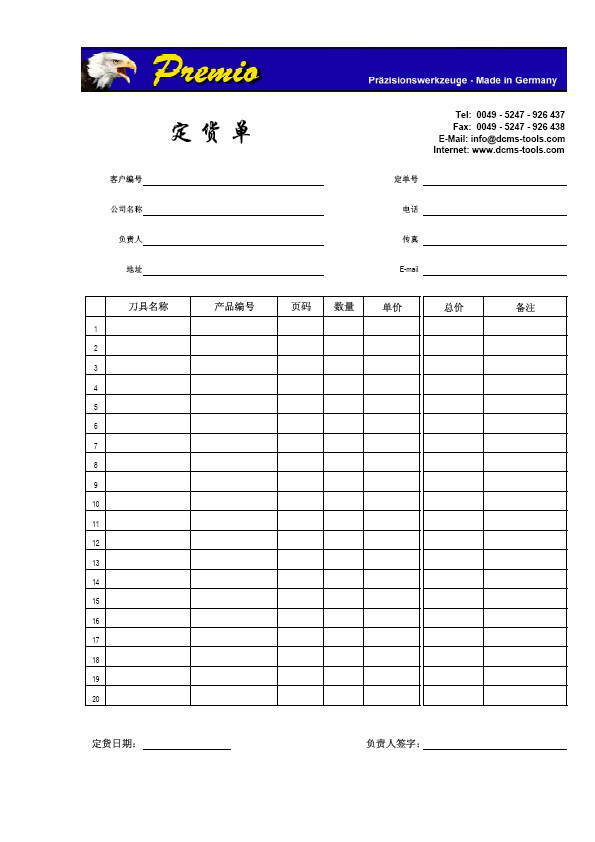 Premio
Präzisionswerkzeuge - Made in Germany
定货单
Tel: 0049 - 5247 - 926 437
Fax: 0049 - 5247 - 926 438
E-Mail: info@dcms-tools.com
Internet: www.dcms-tools.com
客户编号 定单号
公司名称 电话
负责人 传真
地址 E-mail
刀具名称 产品编号 页码 数量 单价 总价 备注
1
2
3
4
5
6
7
8
9
10
11
12
13
14
15
16
17
18
19
20
定货日期: 负责人签字: